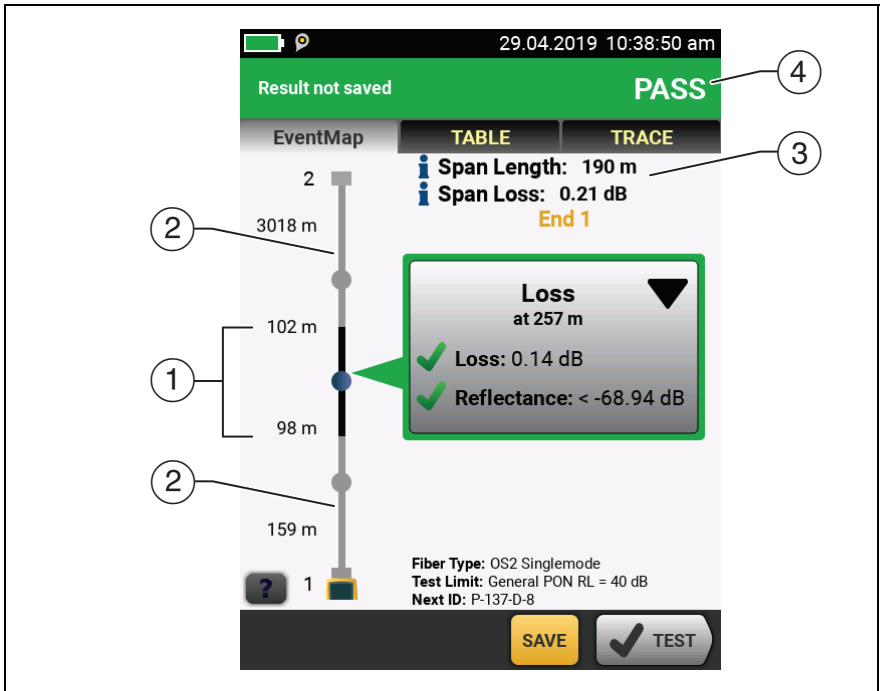 29.04.2019 10:38:50 am
Result not saved
PASS
4
EventMap
TABLE
TRACE
Span Length: 190 m
3
Span Loss: 0.21 dB
End 1
2
2
3018 m
Loss
at 257 m
102 m
1
Loss: 0.14 dB
Reflectance: < -68.94 dB
98 m
2
159 m
Fiber Type: OS2 Singlemode
Test Limit: General PON RL = 40 dB
Next ID: P-137-D-8
?
1
SAVE
TEST